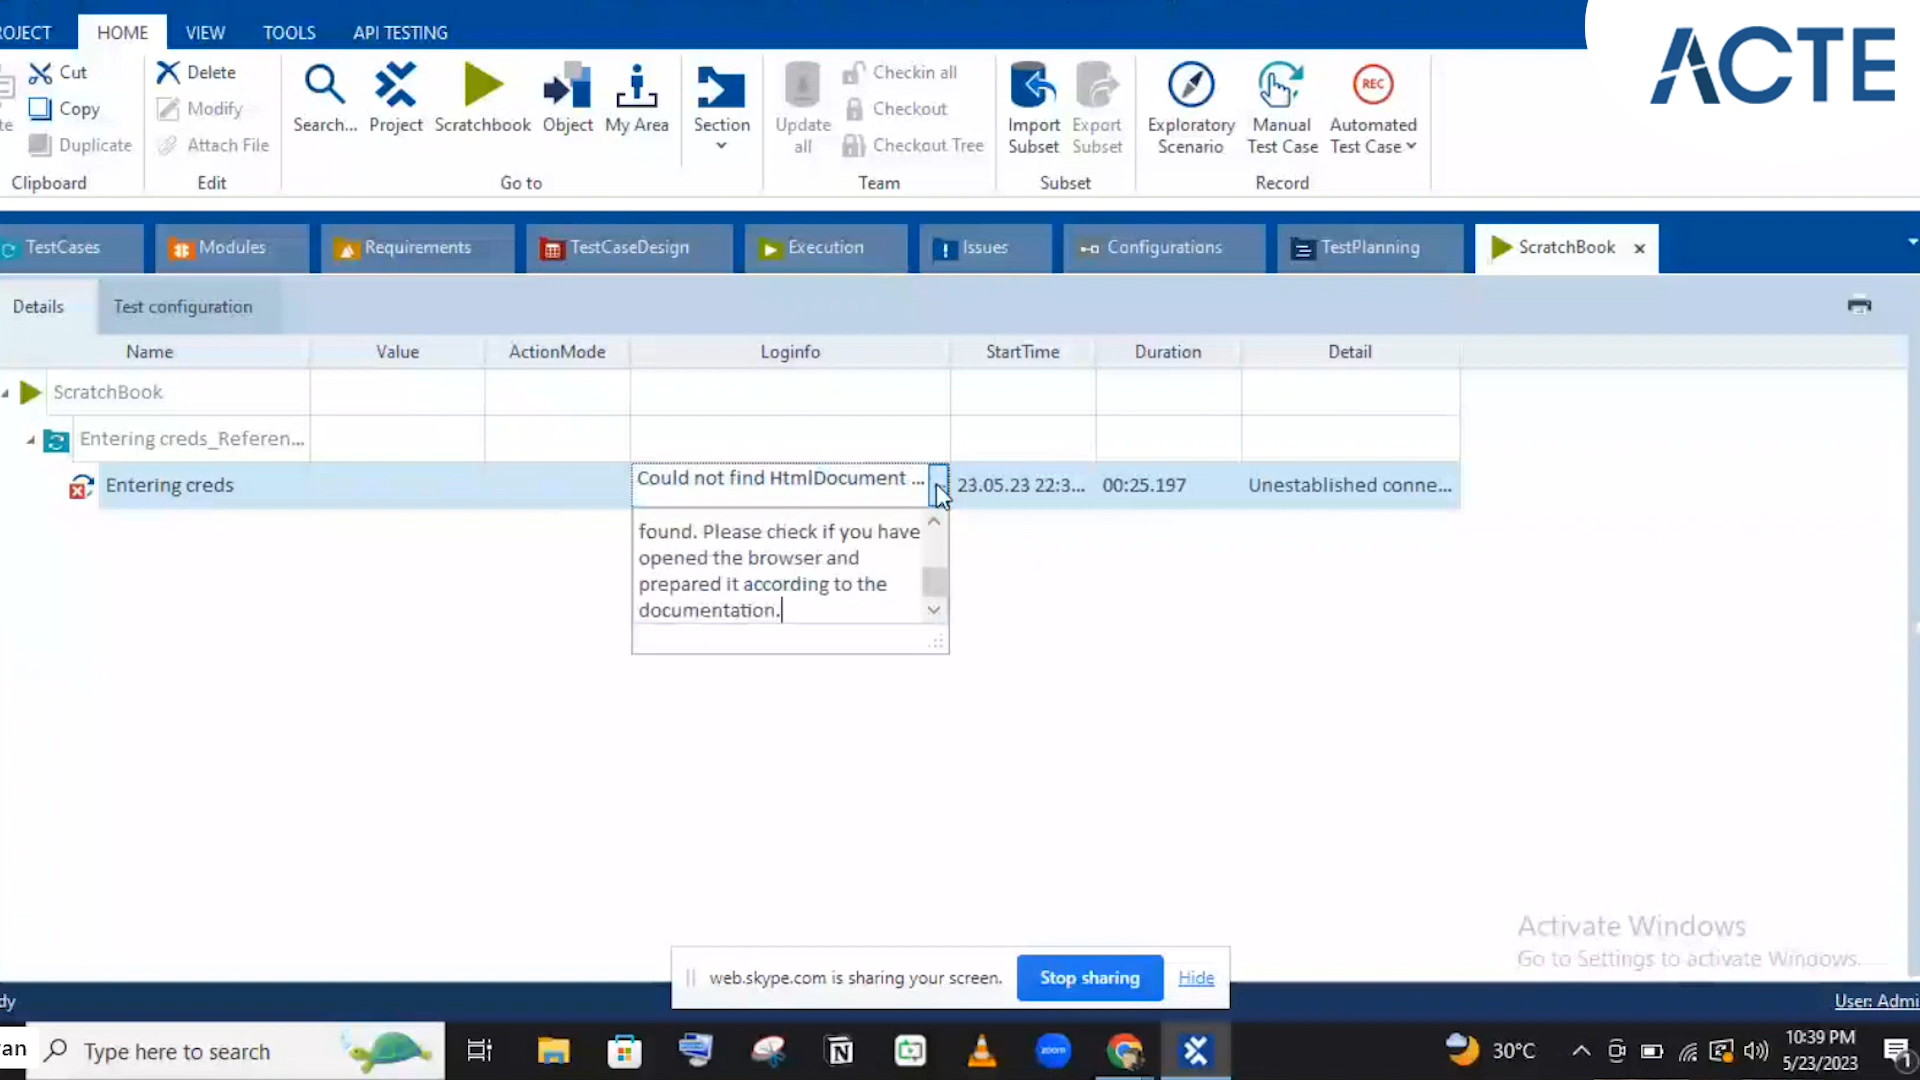 ROJECT
HOME
VIEW
TOOLS
API TESTING
ACTE
Cut
Copy
Duplicate
Clipboard
Delete
Modify
Attach File
Edit
Search...
Project
Scratchbook
Object
My Area
Go to
Section
Update
all
Checkin all
Checkout
Checkout Tree
Team
Import
Subset
Export
Subset
Subset
Exploratory
Scenario
Manual
Test Case
REC
Automated
Test Case
Record
TestCases
Modules
Requirements
TestCaseDesign
Execution
Issues
Configurations
TestPlanning
ScratchBook
Details
Test configuration
Name
Value
ActionMode
Loginfo
StartTime
Duration
Detail
ScratchBook
Entering creds_Referen...
Entering creds
Could not find HtmlDocument ...
23.05.23 22:3...
00:25.197
Unestablished conne...
found. Please check if you have
opened the browser and
prepared it according to the
documentation.
Activate Windows
Go to Settings to activate Windows.
web.skype.com is sharing your screen.
Stop sharing
Hide
dy
User: Admi
van
Type here to search
zoom
30°C
10:39 PM
5/23/2023
1